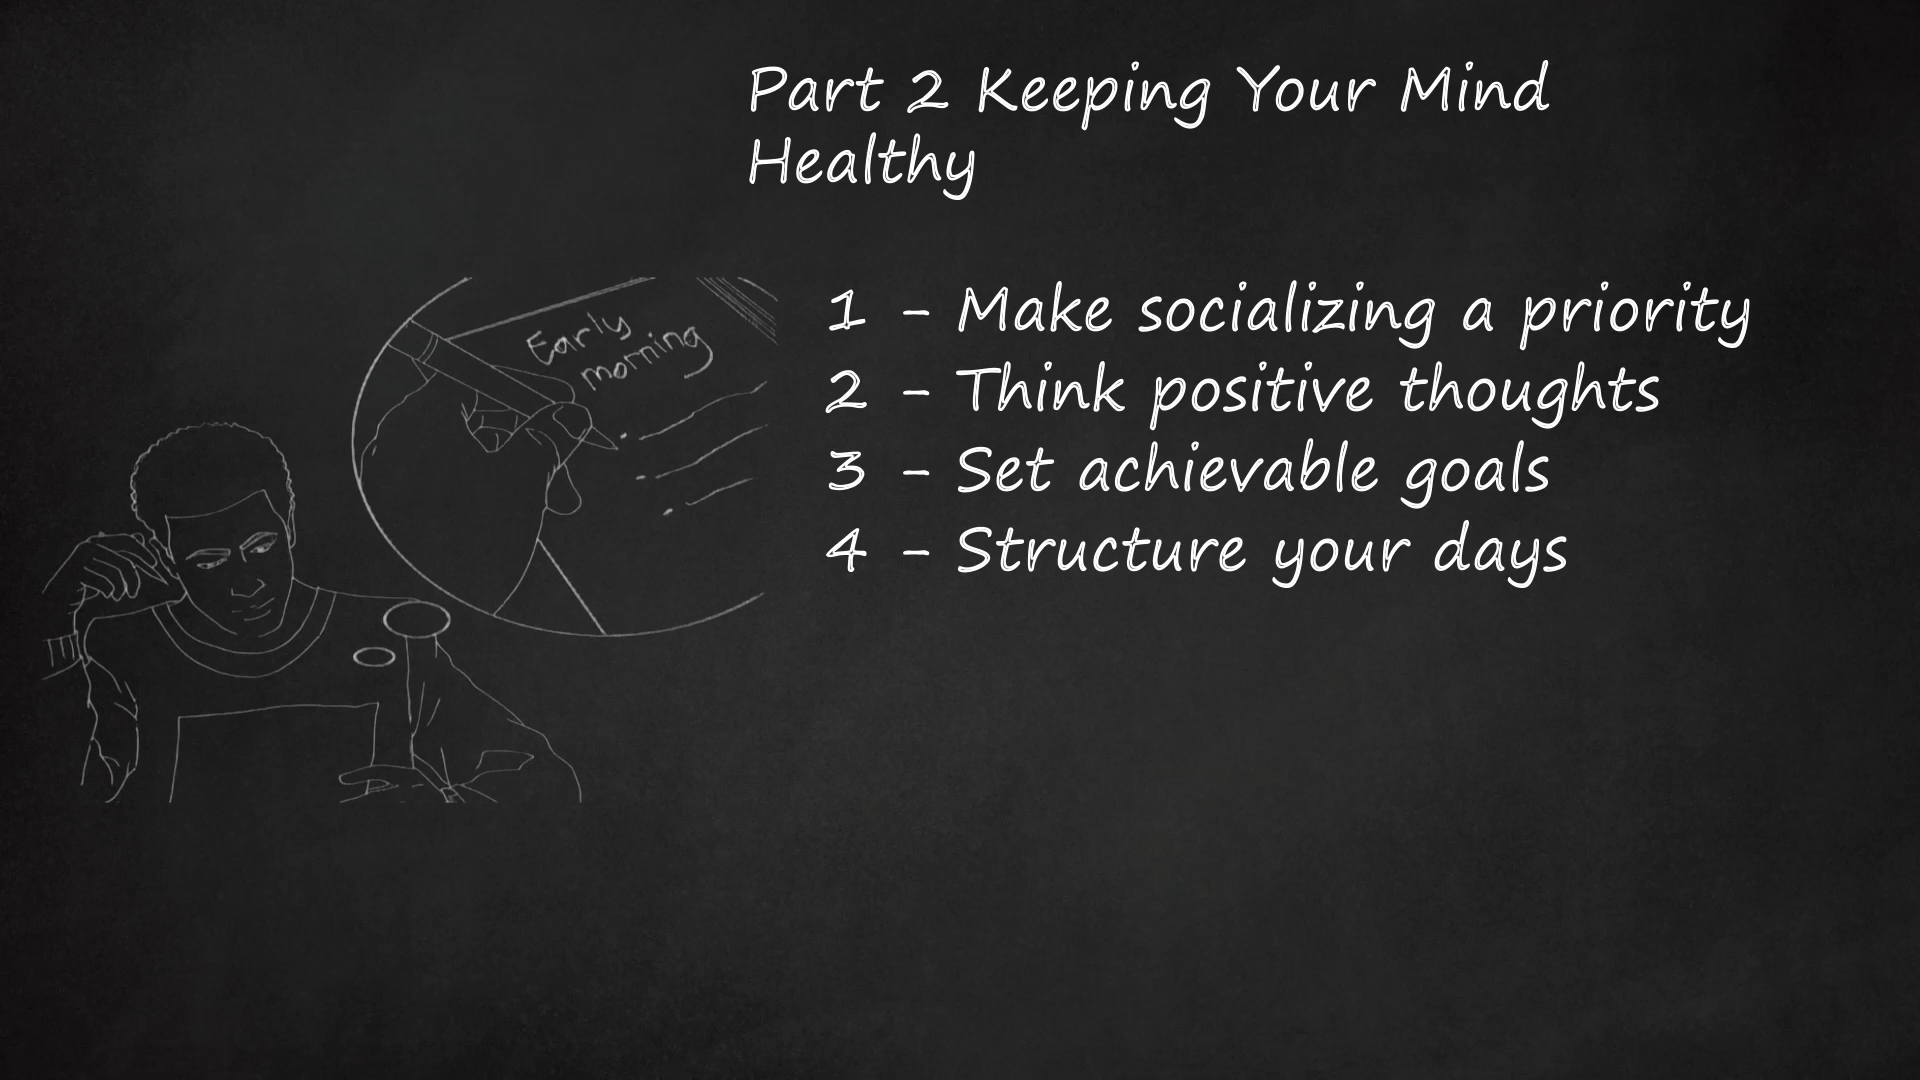 Part 2 Keeping Your Mind
Healthy
Early
morning
1 - Make socializing a priority
2 - Think positive thoughts
3 - Set achievable goals
4 - Structure your days